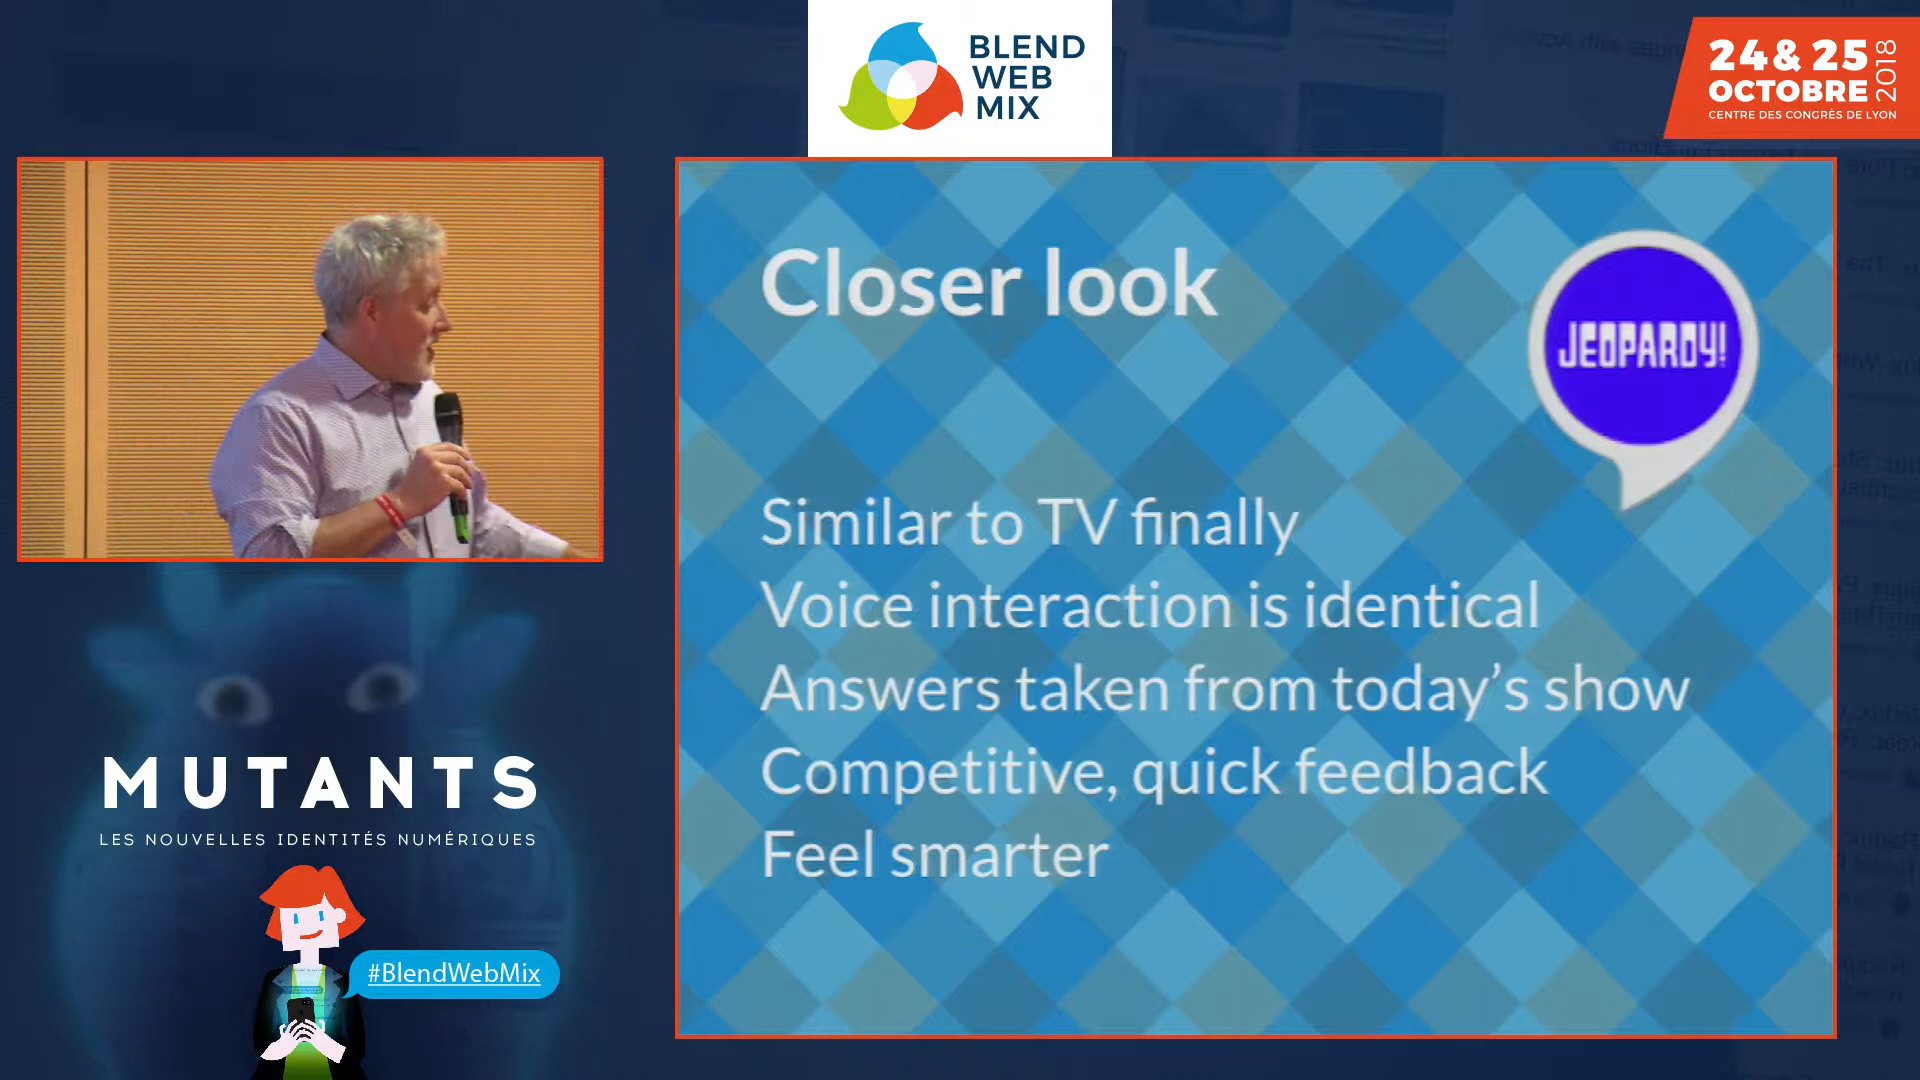 BLEND
WEB
MIX
24 & 25
OCTOBRE
2018
CENTRE DES CONGRÈS DE LYON
Closer look
JEOPARDY!
Similar to TV finally
Voice interaction is identical
Answers taken from today's show
Competitive, quick feedback
Feel smarter
MUTANTS
LES NOUVELLES IDENTITÉS NUMÉRIQUES
#BlendWebMix